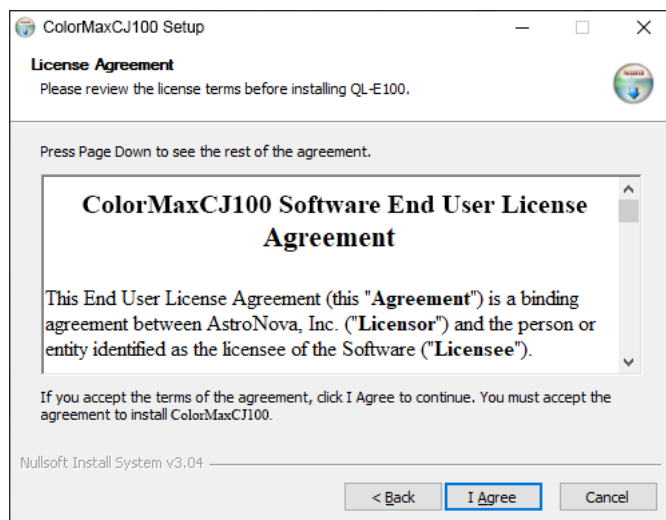 ColorMaxCJ100 Setup
License Agreement
Please review the license terms before installing QL-E100.
Press Page Down to see the rest of the agreement.
ColorMaxCJ100 Software End User License
Agreement
This End User License Agreement (this "Agreement") is a binding
agreement between AstroNova, Inc. ("Licensor") and the person or
entity identified as the licensee of the Software ("Licensee").
If you accept the terms of the agreement, click I Agree to continue. You must accept the
agreement to install ColorMaxCJ100.
Nullsoft Install System v3.04
< Back I Agree Cancel